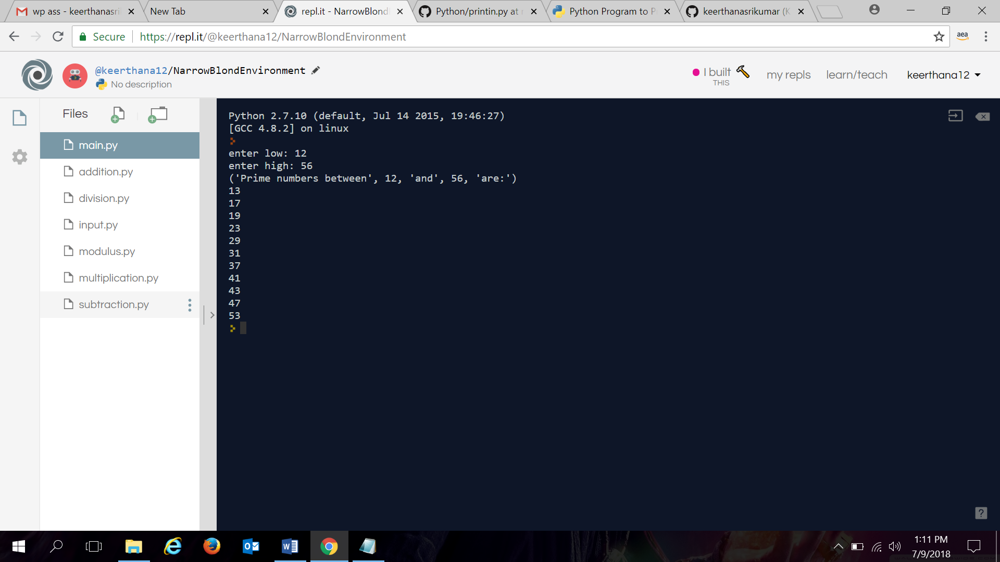 wp ass - keerthanasri
New Tab
repl.it - NarrowBlond
Python/printin.py at
Python Program to P
keerthanasrikumar (K
Secure
https://repl.it/@keerthana12/NarrowBlondEnvironment
aea
@keerthana12/NarrowBlondEnvironment
No description
I built
THIS
my repls
learn/teach
keerthana12
Files
main.py
addition.py
division.py
input.py
modulus.py
multiplication.py
subtraction.py
Python 2.7.10 (default, Jul 14 2015, 19:46:27)
[GCC 4.8.2] on linux
enter low: 12
enter high: 56
('Prime numbers between', 12, 'and', 56, 'are:')
13
17
19
23
29
31
37
41
43
47
53
1:11 PM
7/9/2018